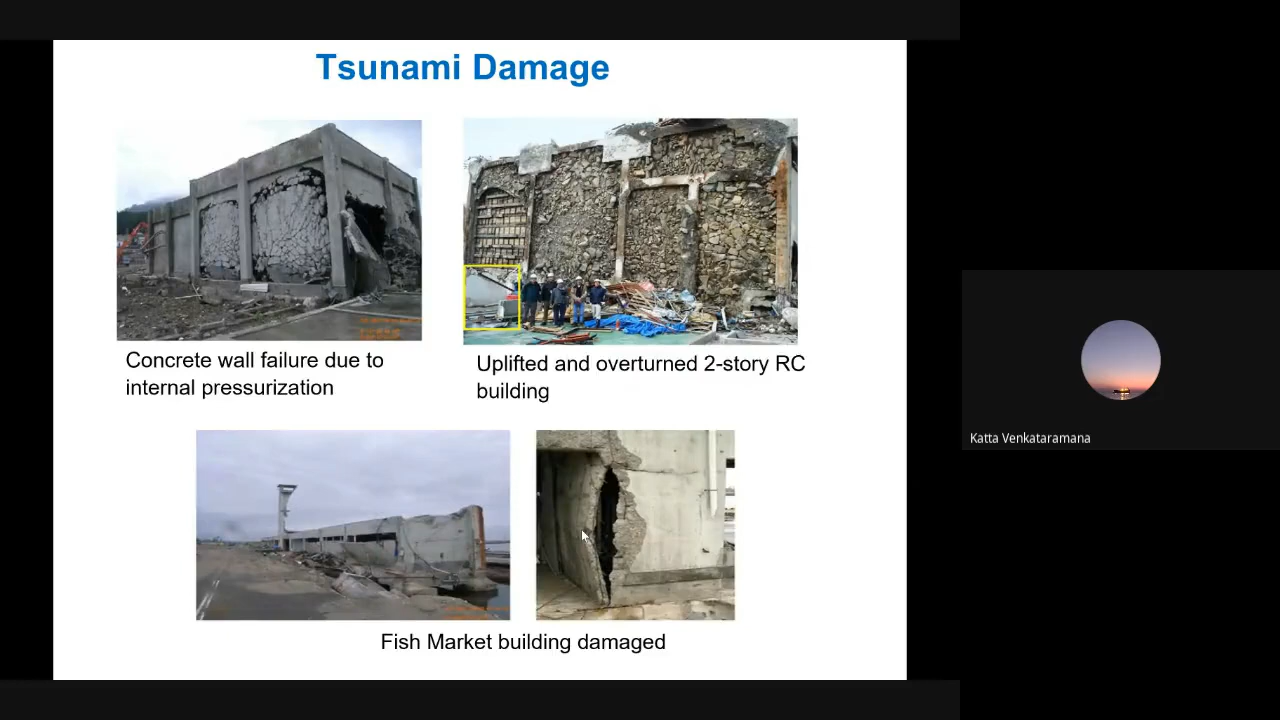 Tsunami Damage
Concrete wall failure due to
internal pressurization
Uplifted and overturned 2-story RC
building
Fish Market building damaged
Katta Venkataramana